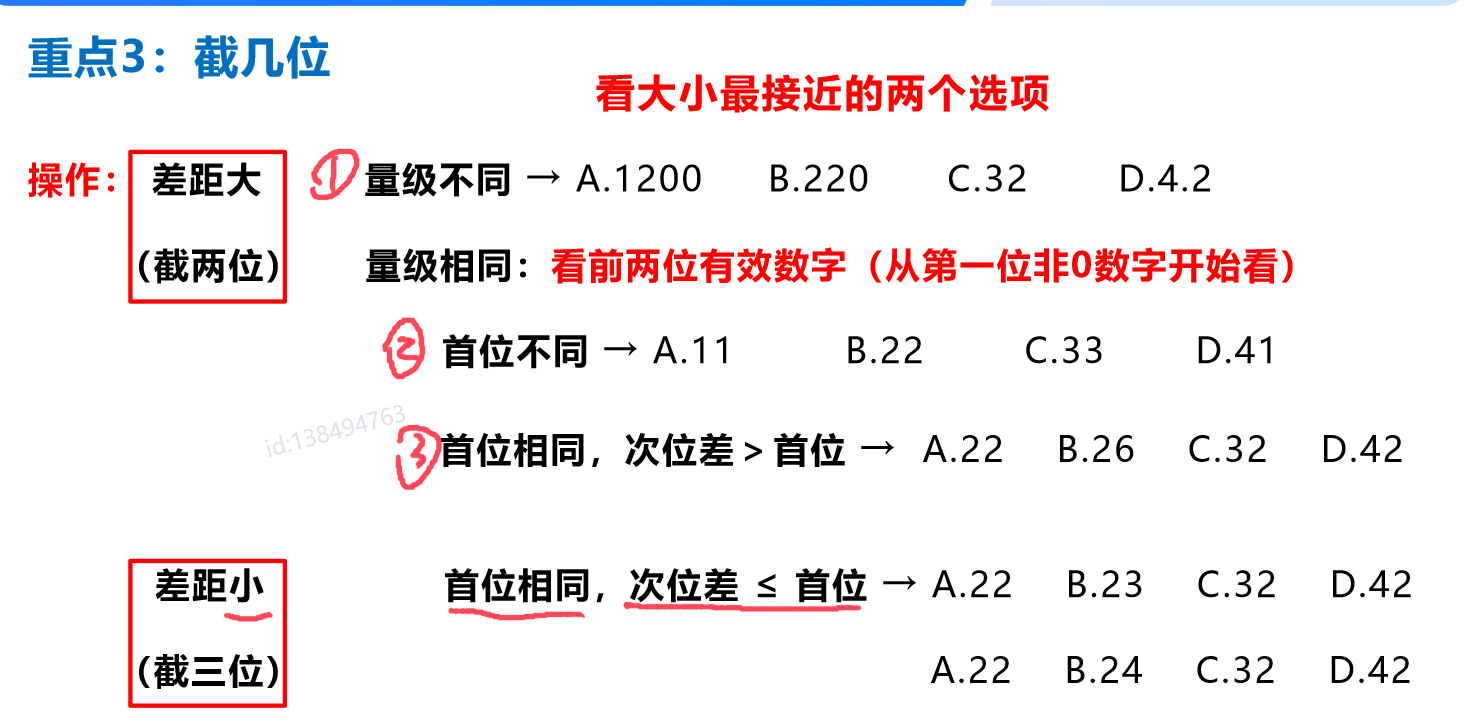 重点3：截几位
看大小最接近的两个选项
操作： 差距大 ① 量级不同 → A.1200 B.220 C.32 D.4.2
（截两位） 量级相同：看前两位有效数字（从第一位非0数字开始看）
② 首位不同 → A.11 B.22 C.33 D.41
id:138494763
③ 首位相同，次位差＞首位 → A.22 B.26 C.32 D.42
差距小 首位相同，次位差 ≤ 首位 → A.22 B.23 C.32 D.42
（截三位） A.22 B.24 C.32 D.42